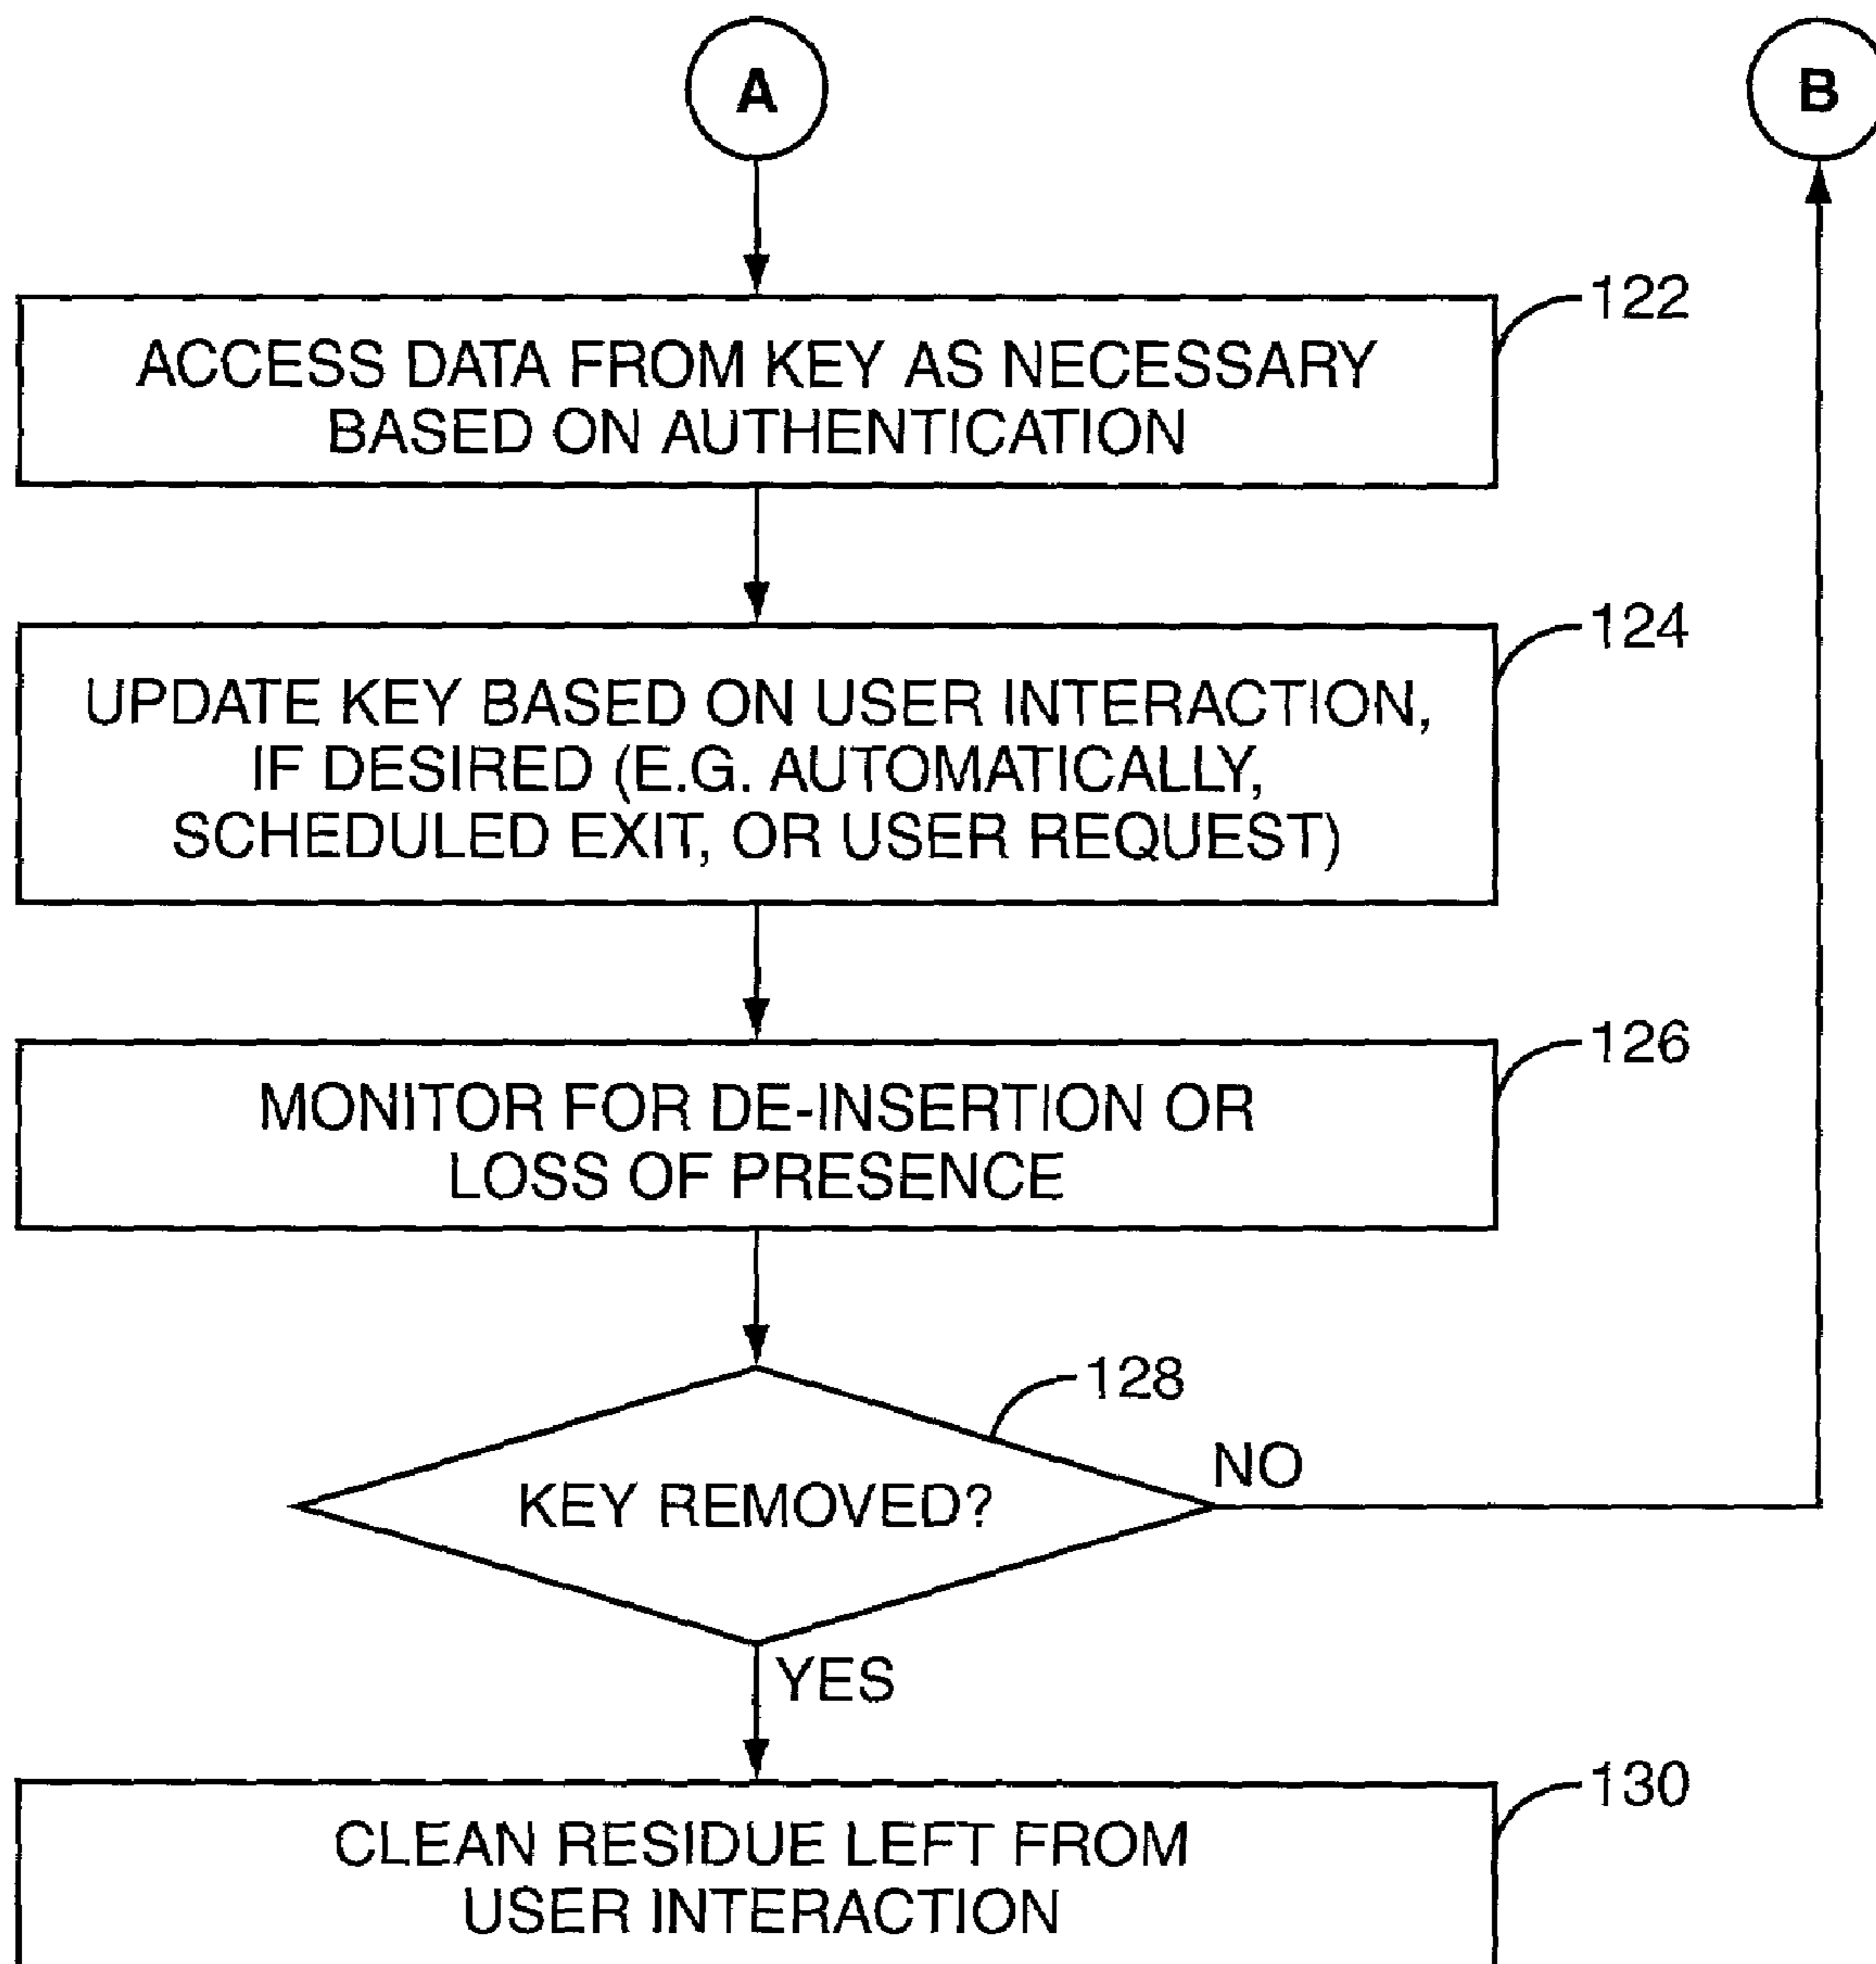 A
B
122
ACCESS DATA FROM KEY AS NECESSARY
BASED ON AUTHENTICATION
124
UPDATE KEY BASED ON USER INTERACTION,
IF DESIRED (E.G. AUTOMATICALLY,
SCHEDULED EXIT, OR USER REQUEST)
126
MONITOR FOR DE-INSERTION OR
LOSS OF PRESENCE
128
NO
KEY REMOVED?
YES
130
CLEAN RESIDUE LEFT FROM
USER INTERACTION